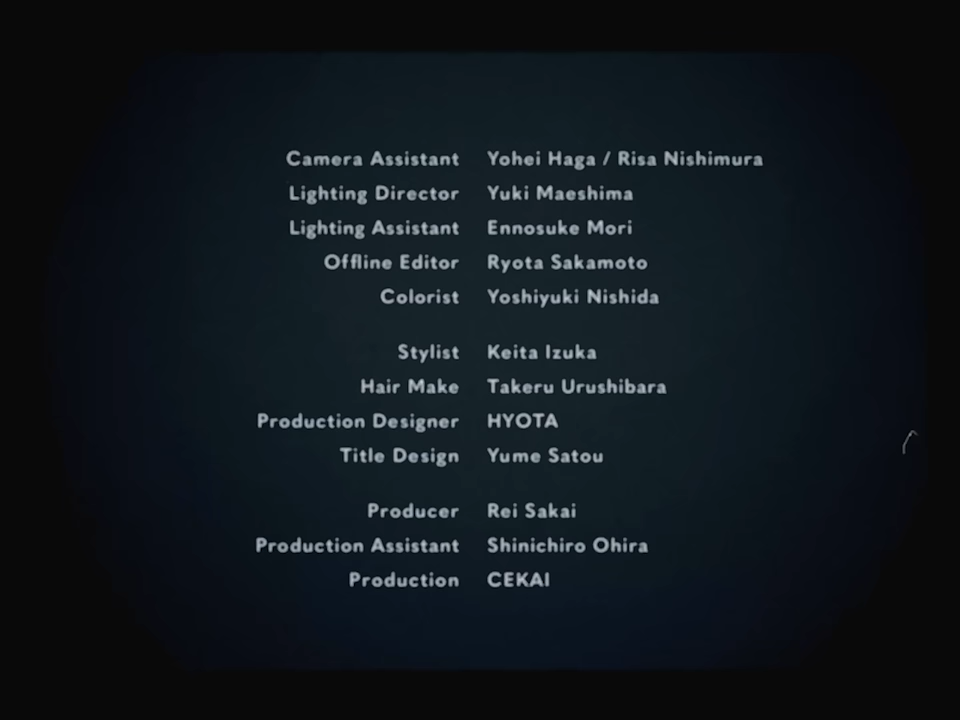 Camera Assistant Yohei Haga / Risa Nishimura
Lighting Director Yuki Maeshima
Lighting Assistant Ennosuke Mori
Offline Editor Ryota Sakamoto
Colorist Yoshiyuki Nishida
Stylist Keita Izuka
Hair Make Takeru Urushibara
Production Designer HYOTA
Title Design Yume Satou
Producer Rei Sakai
Production Assistant Shinichiro Ohira
Production CEKAI